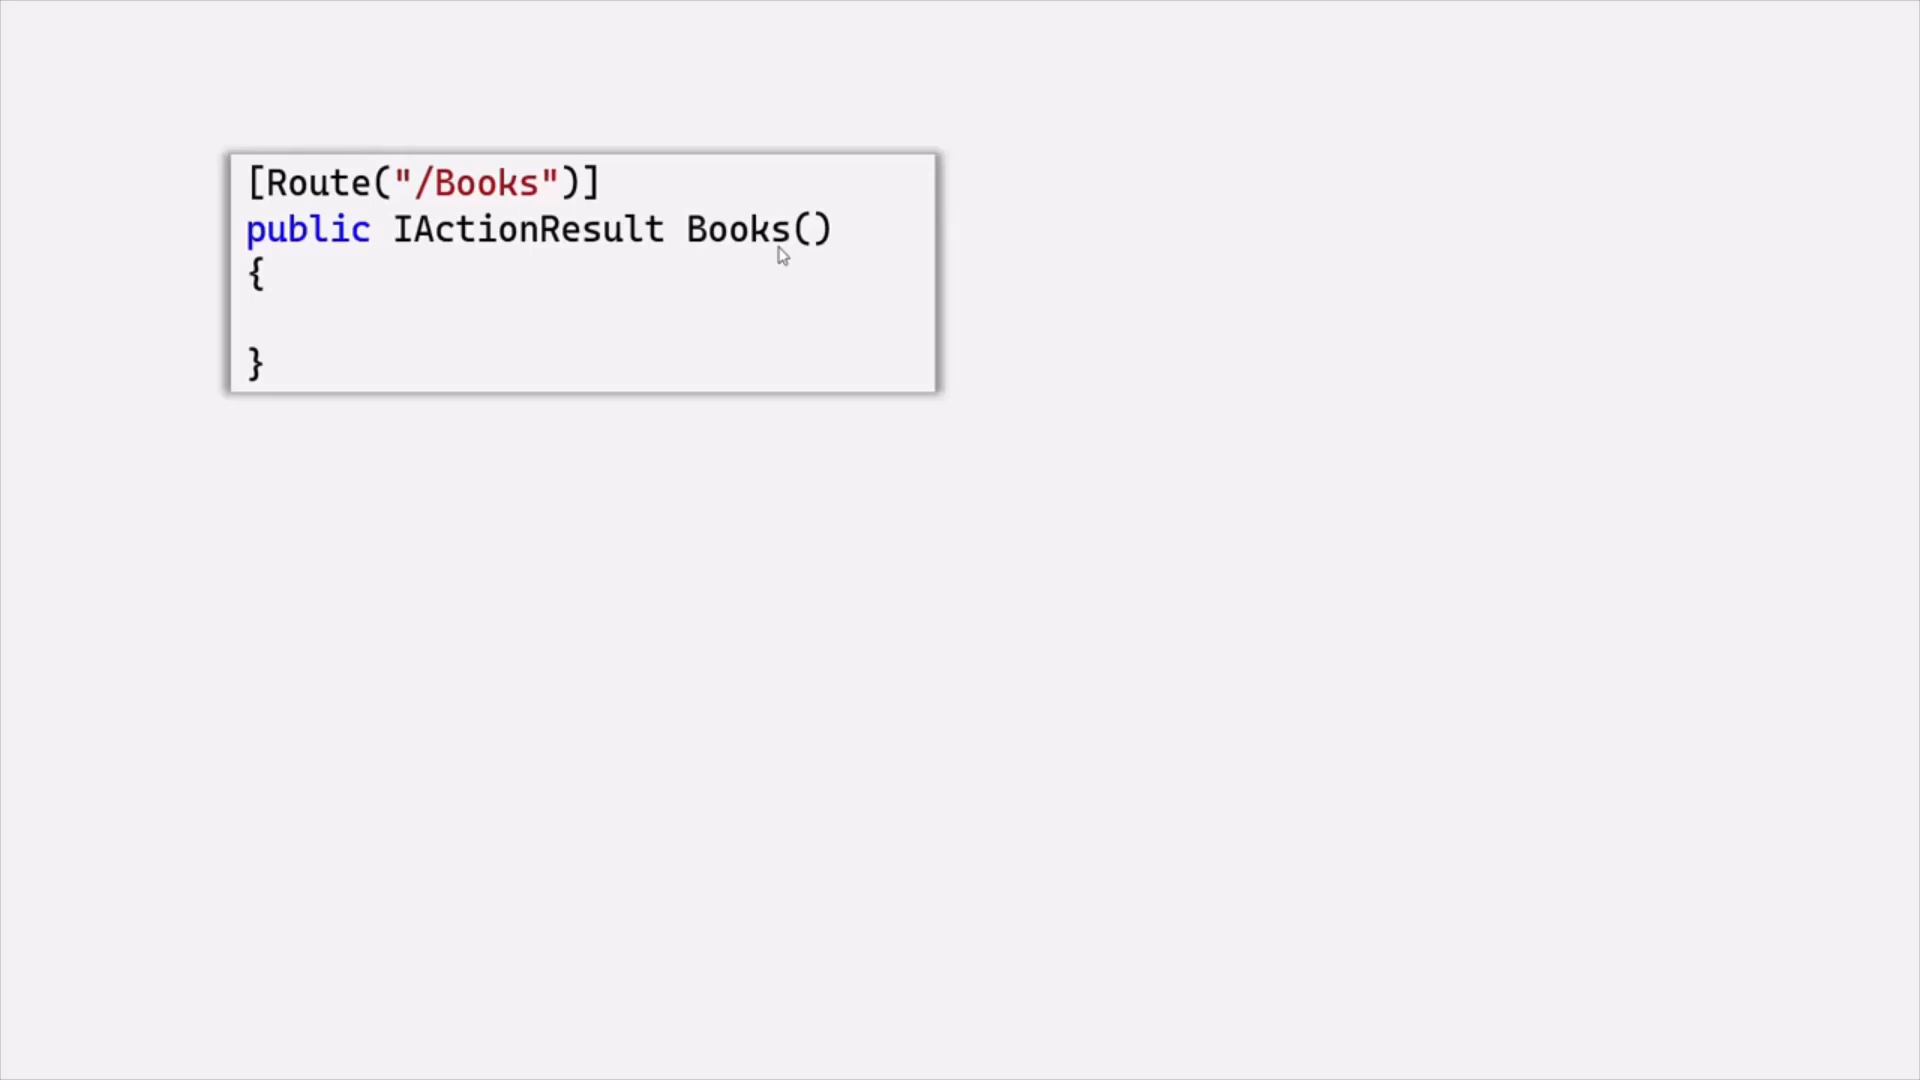 [Route("/Books")]
public IActionResult Books()
{
}